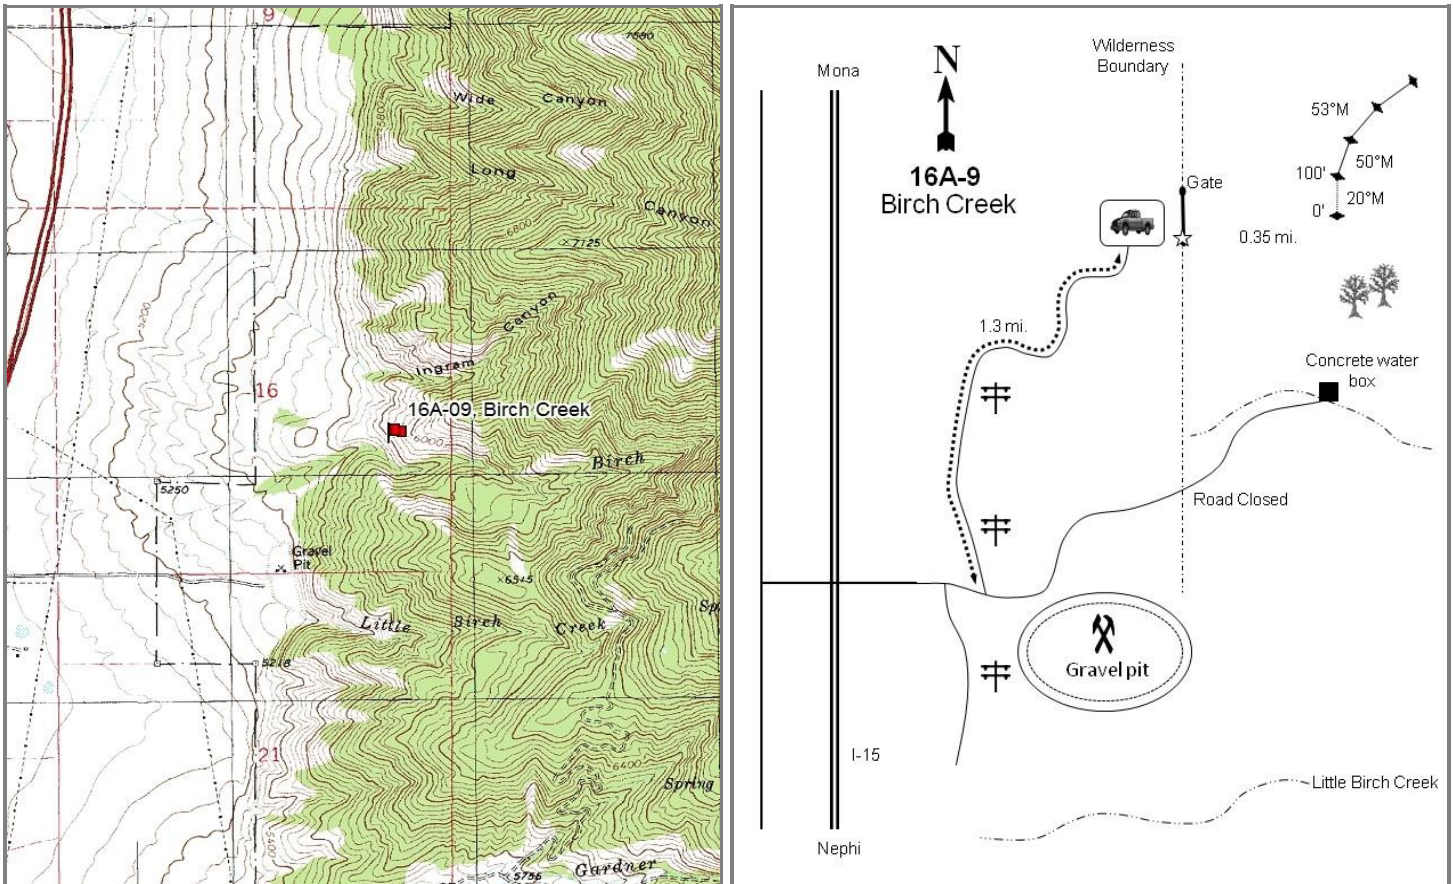 9
7580
Wide Canyon
5800
Long
Canyon
6800
7125
5200
Canyon
Ingram
16
16A-09, Birch Creek
6000
Birch
5250
Gravel
Pit
6515
Little Birch Creek
5218
21
6400
Spring
5400
Gardner
5756
Wilderness
Boundary
Mona
N
53°M
16A-9
Birch Creek
50°M
100'
20°M
0'
Gate
0.35 mi.
1.3 mi.
Concrete water
box
Road Closed
Gravel pit
I-15
Little Birch Creek
Nephi